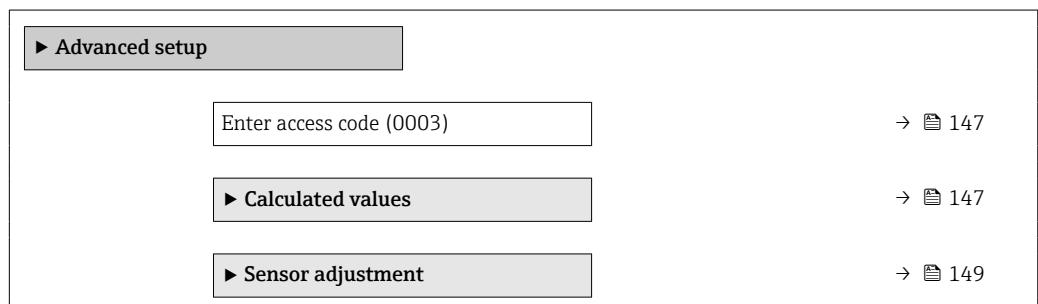 ▶ Advanced setup
Enter access code (0003) → 147
▶ Calculated values → 147
▶ Sensor adjustment → 149